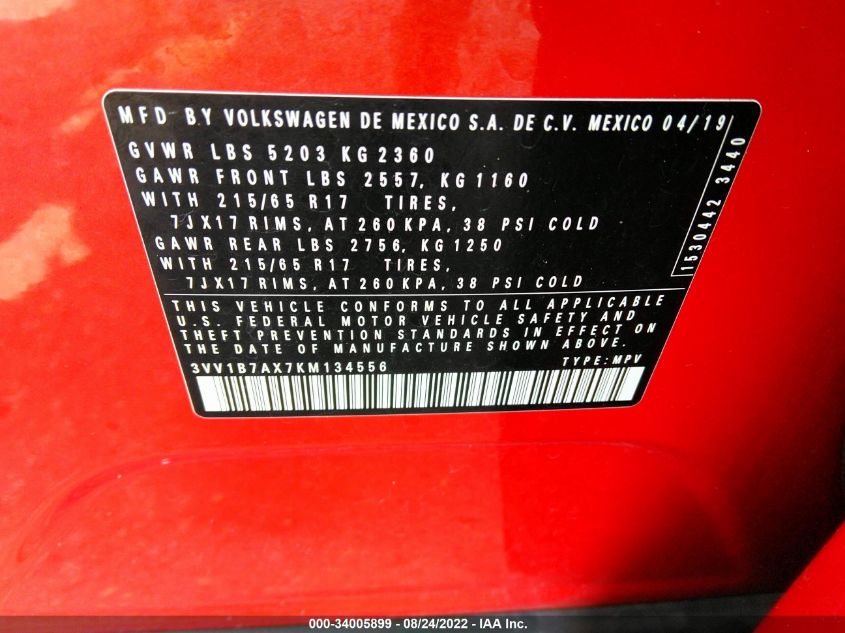 MFD BY VOLKSWAGEN DE MEXICO S.A. DE C.V. MEXICO 04/19
GVWR LBS 5203 KG 2360
GAWR FRONT LBS 2557, KG 1160
WITH 215/65 R17 TIRES,
7JX17 RIMS, AT 260 KPA, 38 PSI COLD
GAWR REAR LBS 2756, KG 1250
WITH 215/65 R17 TIRES,
7JX17 RIMS, AT 260 KPA, 38 PSI COLD
1530442 3440
THIS VEHICLE CONFORMS TO ALL APPLICABLE
U.S. FEDERAL MOTOR VEHICLE SAFETY AND
THEFT PREVENTION STANDARDS IN EFFECT ON
THE DATE OF MANUFACTURE SHOWN ABOVE.
3VV1B7AX7KM134556 TYPE: MPV
000-34005899 - 08/24/2022 - IAA Inc.